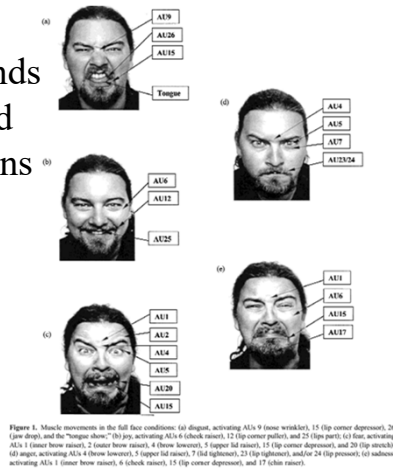 nds
d
ns
(a)
AU9
AU26
AU15
Tongue
(b)
AU6
AU12
AU25
(c)
AU1
AU2
AU4
AU5
AU20
AU15
(d)
AU4
AU5
AU7
AU23/24
(e)
AU1
AU6
AU15
AU17
Figure 1. Muscle movements in the full face conditions: (a) disgust, activating AUs 9 (nose wrinkler), 15 (lip corner depressor), 26
(jaw drop), and the “tongue show;” (b) joy, activating AUs 6 (cheek raiser), 12 (lip corner puller), and 25 (lips part); (c) fear, activating
AUs 1 (inner brow raiser), 2 (outer brow raiser), 4 (brow lowerer), 5 (upper lid raiser), 15 (lip corner depressor), and 20 (lip stretch)
(d) anger, activating AUs 4 (brow lowerer), 5 (upper lid raiser), 7 (lid tightener), 23 (lip tightener), and/or 24 (lip pressor); (e) sadness
activating AUs 1 (inner brow raiser), 6 (cheek raiser), 15 (lip corner depressor), and 17 (chin raiser).